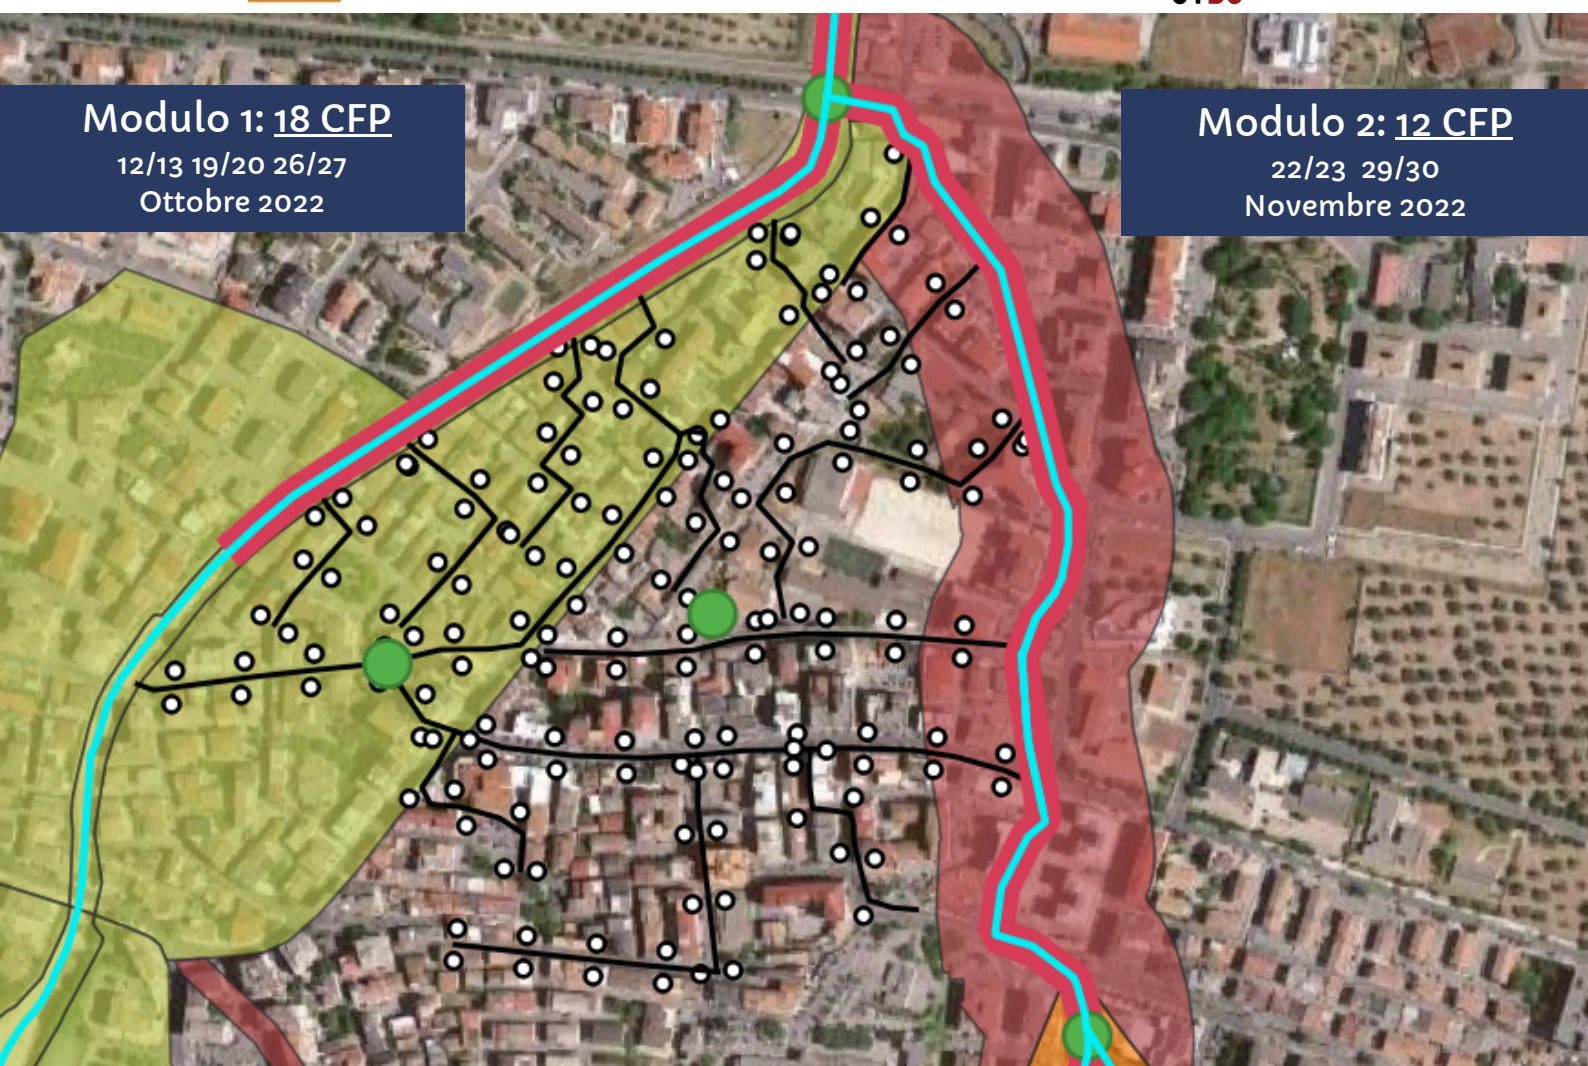 Modulo 1: 18 CFP
12/13 19/20 26/27
Ottobre 2022
Modulo 2: 12 CFP
22/23 29/30
Novembre 2022